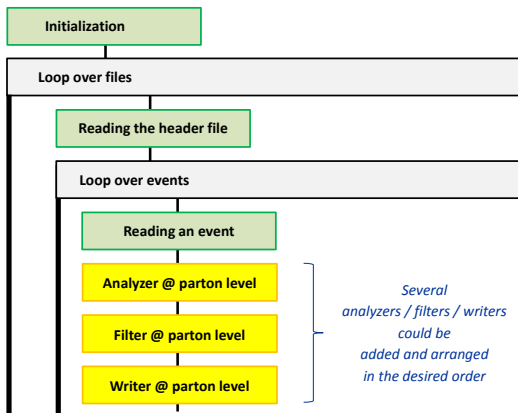 Initialization
Loop over files
Reading the header file
Loop over events
Reading an event
Analyzer @ parton level
Filter @ parton level
Writer @ parton level
Several
analyzers / filters / writers
could be
added and arranged
in the desired order